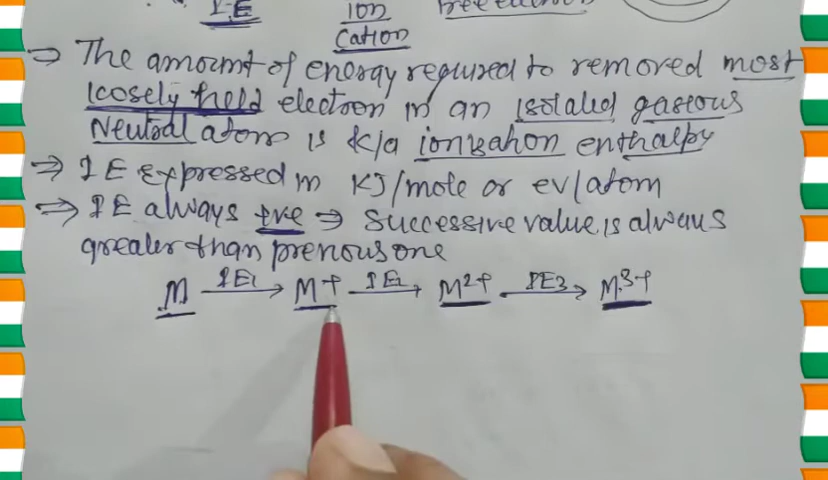 I.E ion
Cation
⇒ The amount of energy required to removed most
loosely held electron in an isolated gaseous
Neutral atom is k/a ionization enthalpy
⇒ IE expressed in KJ/mole or ev/atom
⇒ IE always +ve ⇒ Successive value is always
greater than previous one
M IE1→ M+ IE2→ M2+ IE3→ M3+